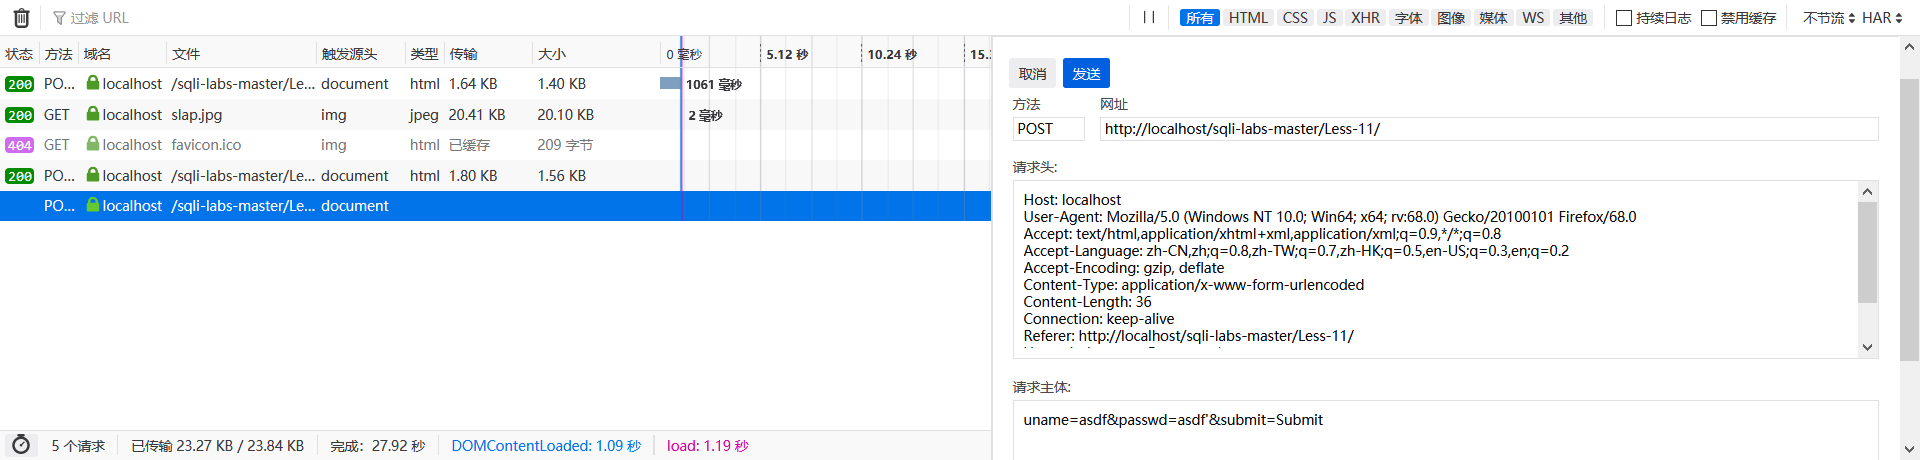 过滤 URL
所有 HTML CSS JS XHR 字体 图像 媒体 WS 其他 持续日志 禁用缓存 不节流 HAR
状态 方法 域名 文件 触发源头 类型 传输 大小 0 毫秒 5.12 秒 10.24 秒 15.
200 PO... localhost /sqli-labs-master/Le... document html 1.64 KB 1.40 KB 1061 毫秒
200 GET localhost slap.jpg img jpeg 20.41 KB 20.10 KB 2 毫秒
404 GET localhost favicon.ico img html 已缓存 209 字节
200 PO... localhost /sqli-labs-master/Le... document html 1.80 KB 1.56 KB
PO... localhost /sqli-labs-master/Le... document
5 个请求 已传输 23.27 KB / 23.84 KB 完成：27.92 秒 DOMContentLoaded: 1.09 秒 load: 1.19 秒
取消 发送
方法 网址
POST http://localhost/sqli-labs-master/Less-11/
请求头:
Host: localhost
User-Agent: Mozilla/5.0 (Windows NT 10.0; Win64; x64; rv:68.0) Gecko/20100101 Firefox/68.0
Accept: text/html,application/xhtml+xml,application/xml;q=0.9,*/*;q=0.8
Accept-Language: zh-CN,zh;q=0.8,zh-TW;q=0.7,zh-HK;q=0.5,en-US;q=0.3,en;q=0.2
Accept-Encoding: gzip, deflate
Content-Type: application/x-www-form-urlencoded
Content-Length: 36
Connection: keep-alive
Referer: http://localhost/sqli-labs-master/Less-11/
请求主体:
uname=asdf&passwd=asdf'&submit=Submit